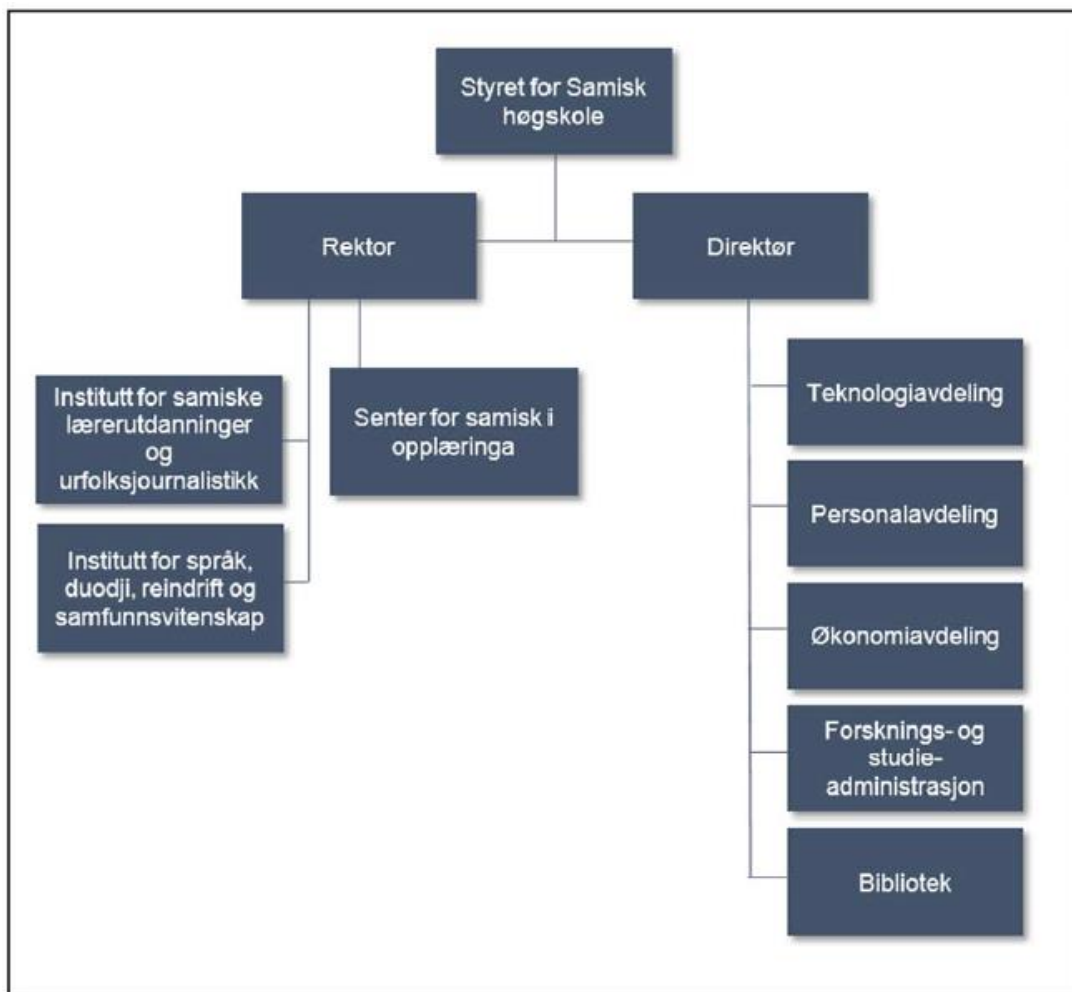 Styret for Samisk
høgskole
Rektor
Direktør
Institutt for samiske
lærerutdanninger
og
urfolksjournalistikk
Senter for samisk i
opplæringa
Institutt for språk,
duodji, reindrift og
samfunnsvitenskap
Teknologiavdeling
Personalavdeling
Økonomiavdeling
Forsknings- og
studie-
administrasjon
Bibliotek